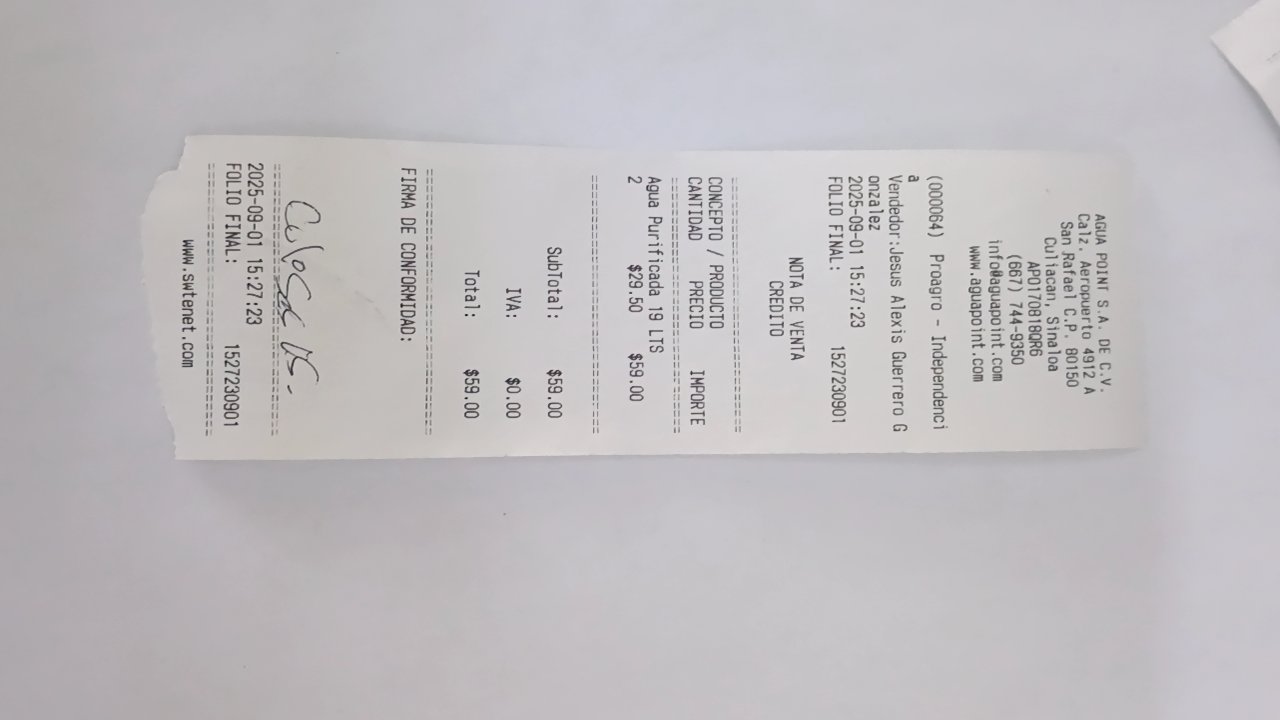 AGUA POINT S.A. DE C.V.
Calz. Aeropuerto 4912 A
San Rafael C.P. 80150
Culiacan, Sinaloa
APO170818QR6
(667) 744-9350
info@aguapoint.com
www.aguapoint.com
(000064) Proagro - Independenci
a
Vendedor:Jesus Alexis Guerrero G
onzalez
2025-09-01 15:27:23
FOLIO FINAL: 1527230901
NOTA DE VENTA
CREDITO
CONCEPTO / PRODUCTO
CANTIDAD PRECIO IMPORTE
Agua Purificada 19 LTS
2 $29.50 $59.00
SubTotal: $59.00
IVA: $0.00
Total: $59.00
FIRMA DE CONFORMIDAD:
2025-09-01 15:27:23
FOLIO FINAL: 1527230901
www.swtenet.com